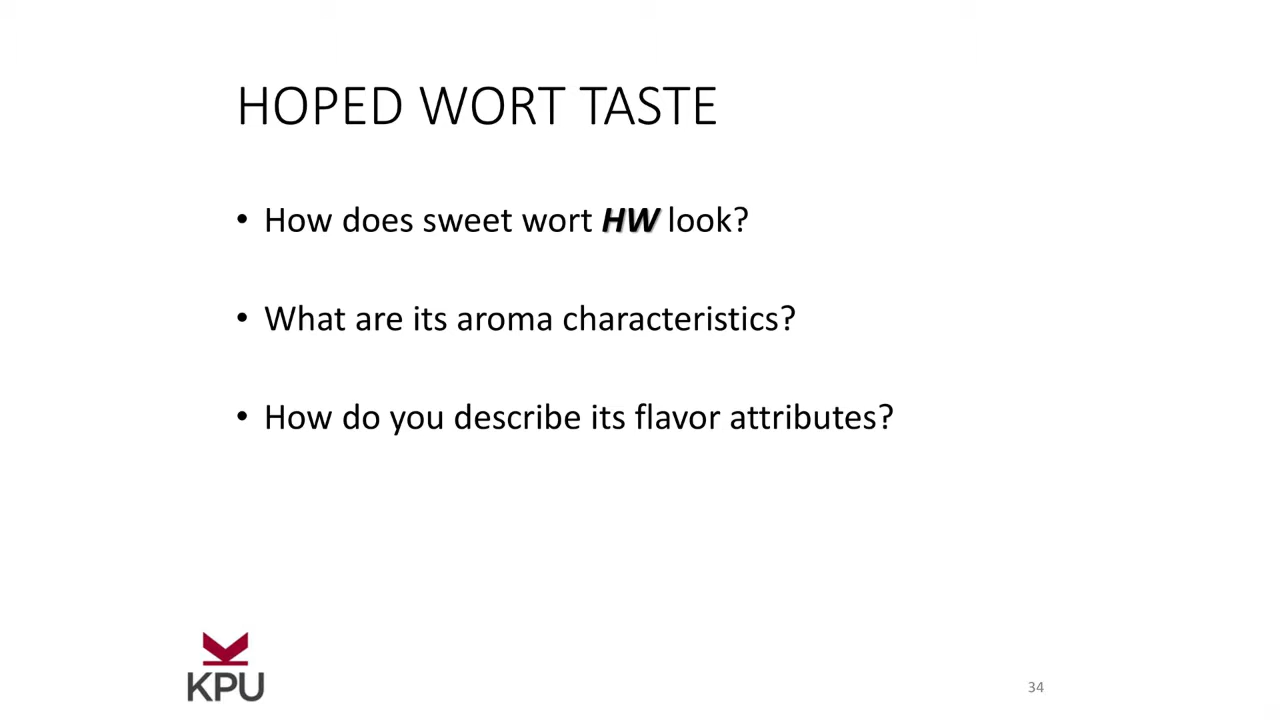 HOPED WORT TASTE
• How does sweet wort HW look?
• What are its aroma characteristics?
• How do you describe its flavor attributes?
KPU
34